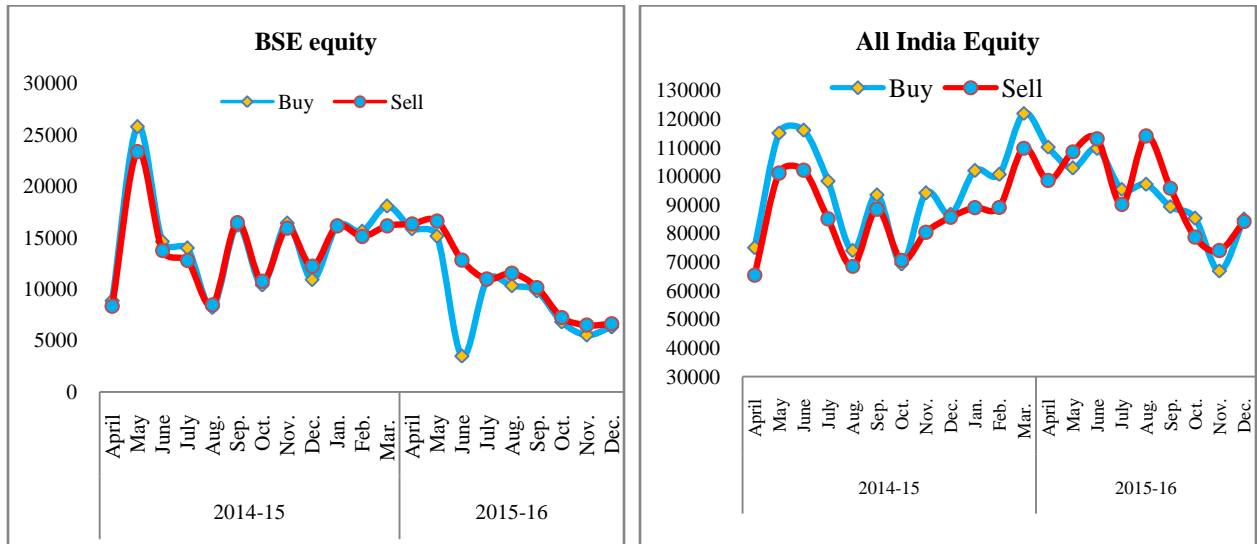 BSE equity
Buy
Sell
30000
25000
20000
15000
10000
5000
0
April
May
June
July
Aug.
Sep.
Oct.
Nov.
Dec.
Jan.
Feb.
Mar.
April
May
June
July
Aug.
Sep.
Oct.
Nov.
Dec.
2014-15
2015-16
All India Equity
Buy
Sell
130000
120000
110000
100000
90000
80000
70000
60000
50000
40000
30000
April
May
June
July
Aug.
Sep.
Oct.
Nov.
Dec.
Jan.
Feb.
Mar.
April
May
June
July
Aug.
Sep.
Oct.
Nov.
Dec.
2014-15
2015-16